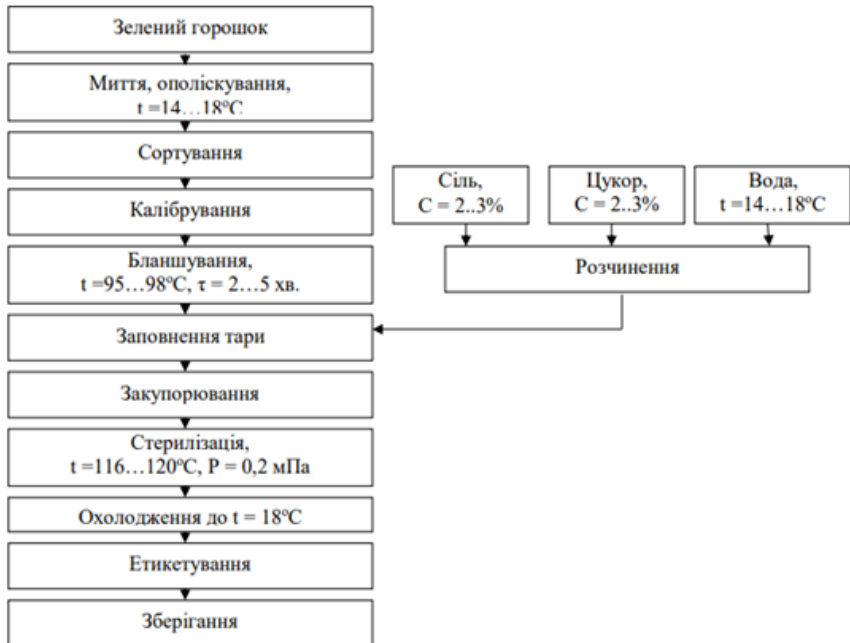 Зелений горошок
Миття, ополіскування,
t =14…18ºC
Сортування
Калібрування
Бланшування,
t =95…98ºC, τ = 2…5 хв.
Заповнення тари
Закупорювання
Стерилізація,
t =116…120ºC, P = 0,2 мПа
Охолодження до t = 18ºC
Етикетування
Зберігання
Сіль,
C = 2..3%
Цукор,
C = 2..3%
Вода,
t =14…18ºC
Розчинення